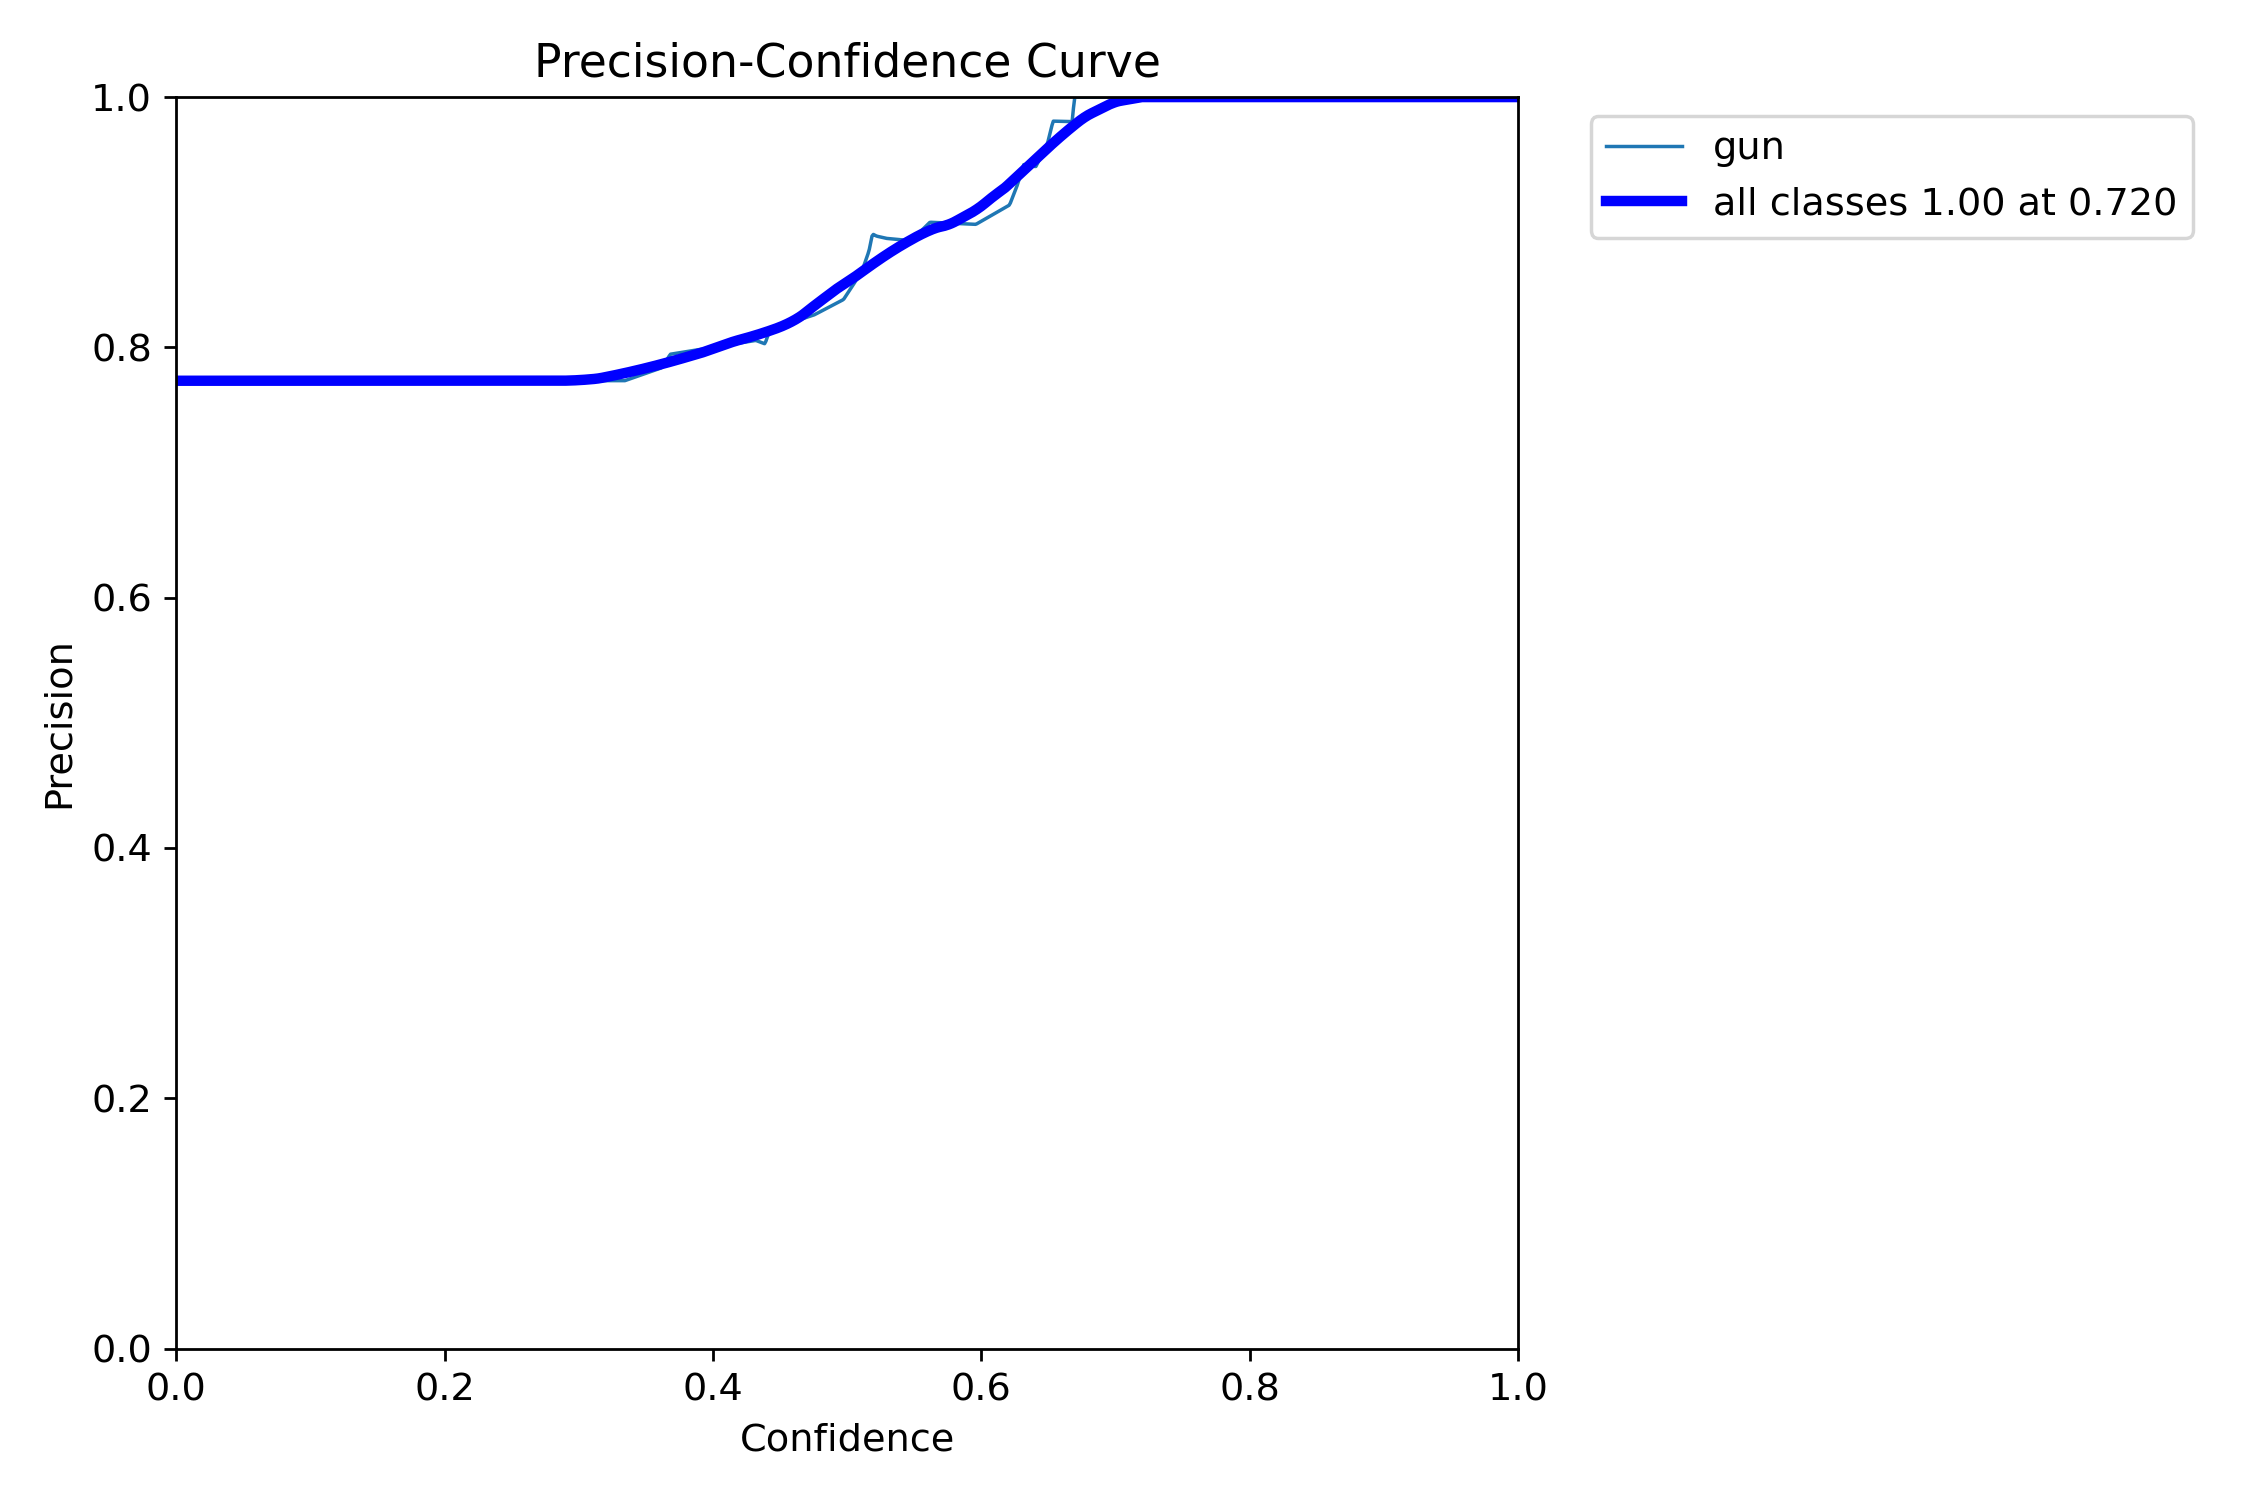 Precision-Confidence Curve
gun
all classes 1.00 at 0.720
Precision
1.0
0.8
0.6
0.4
0.2
0.0
0.0 0.2 0.4 0.6 0.8 1.0
Confidence